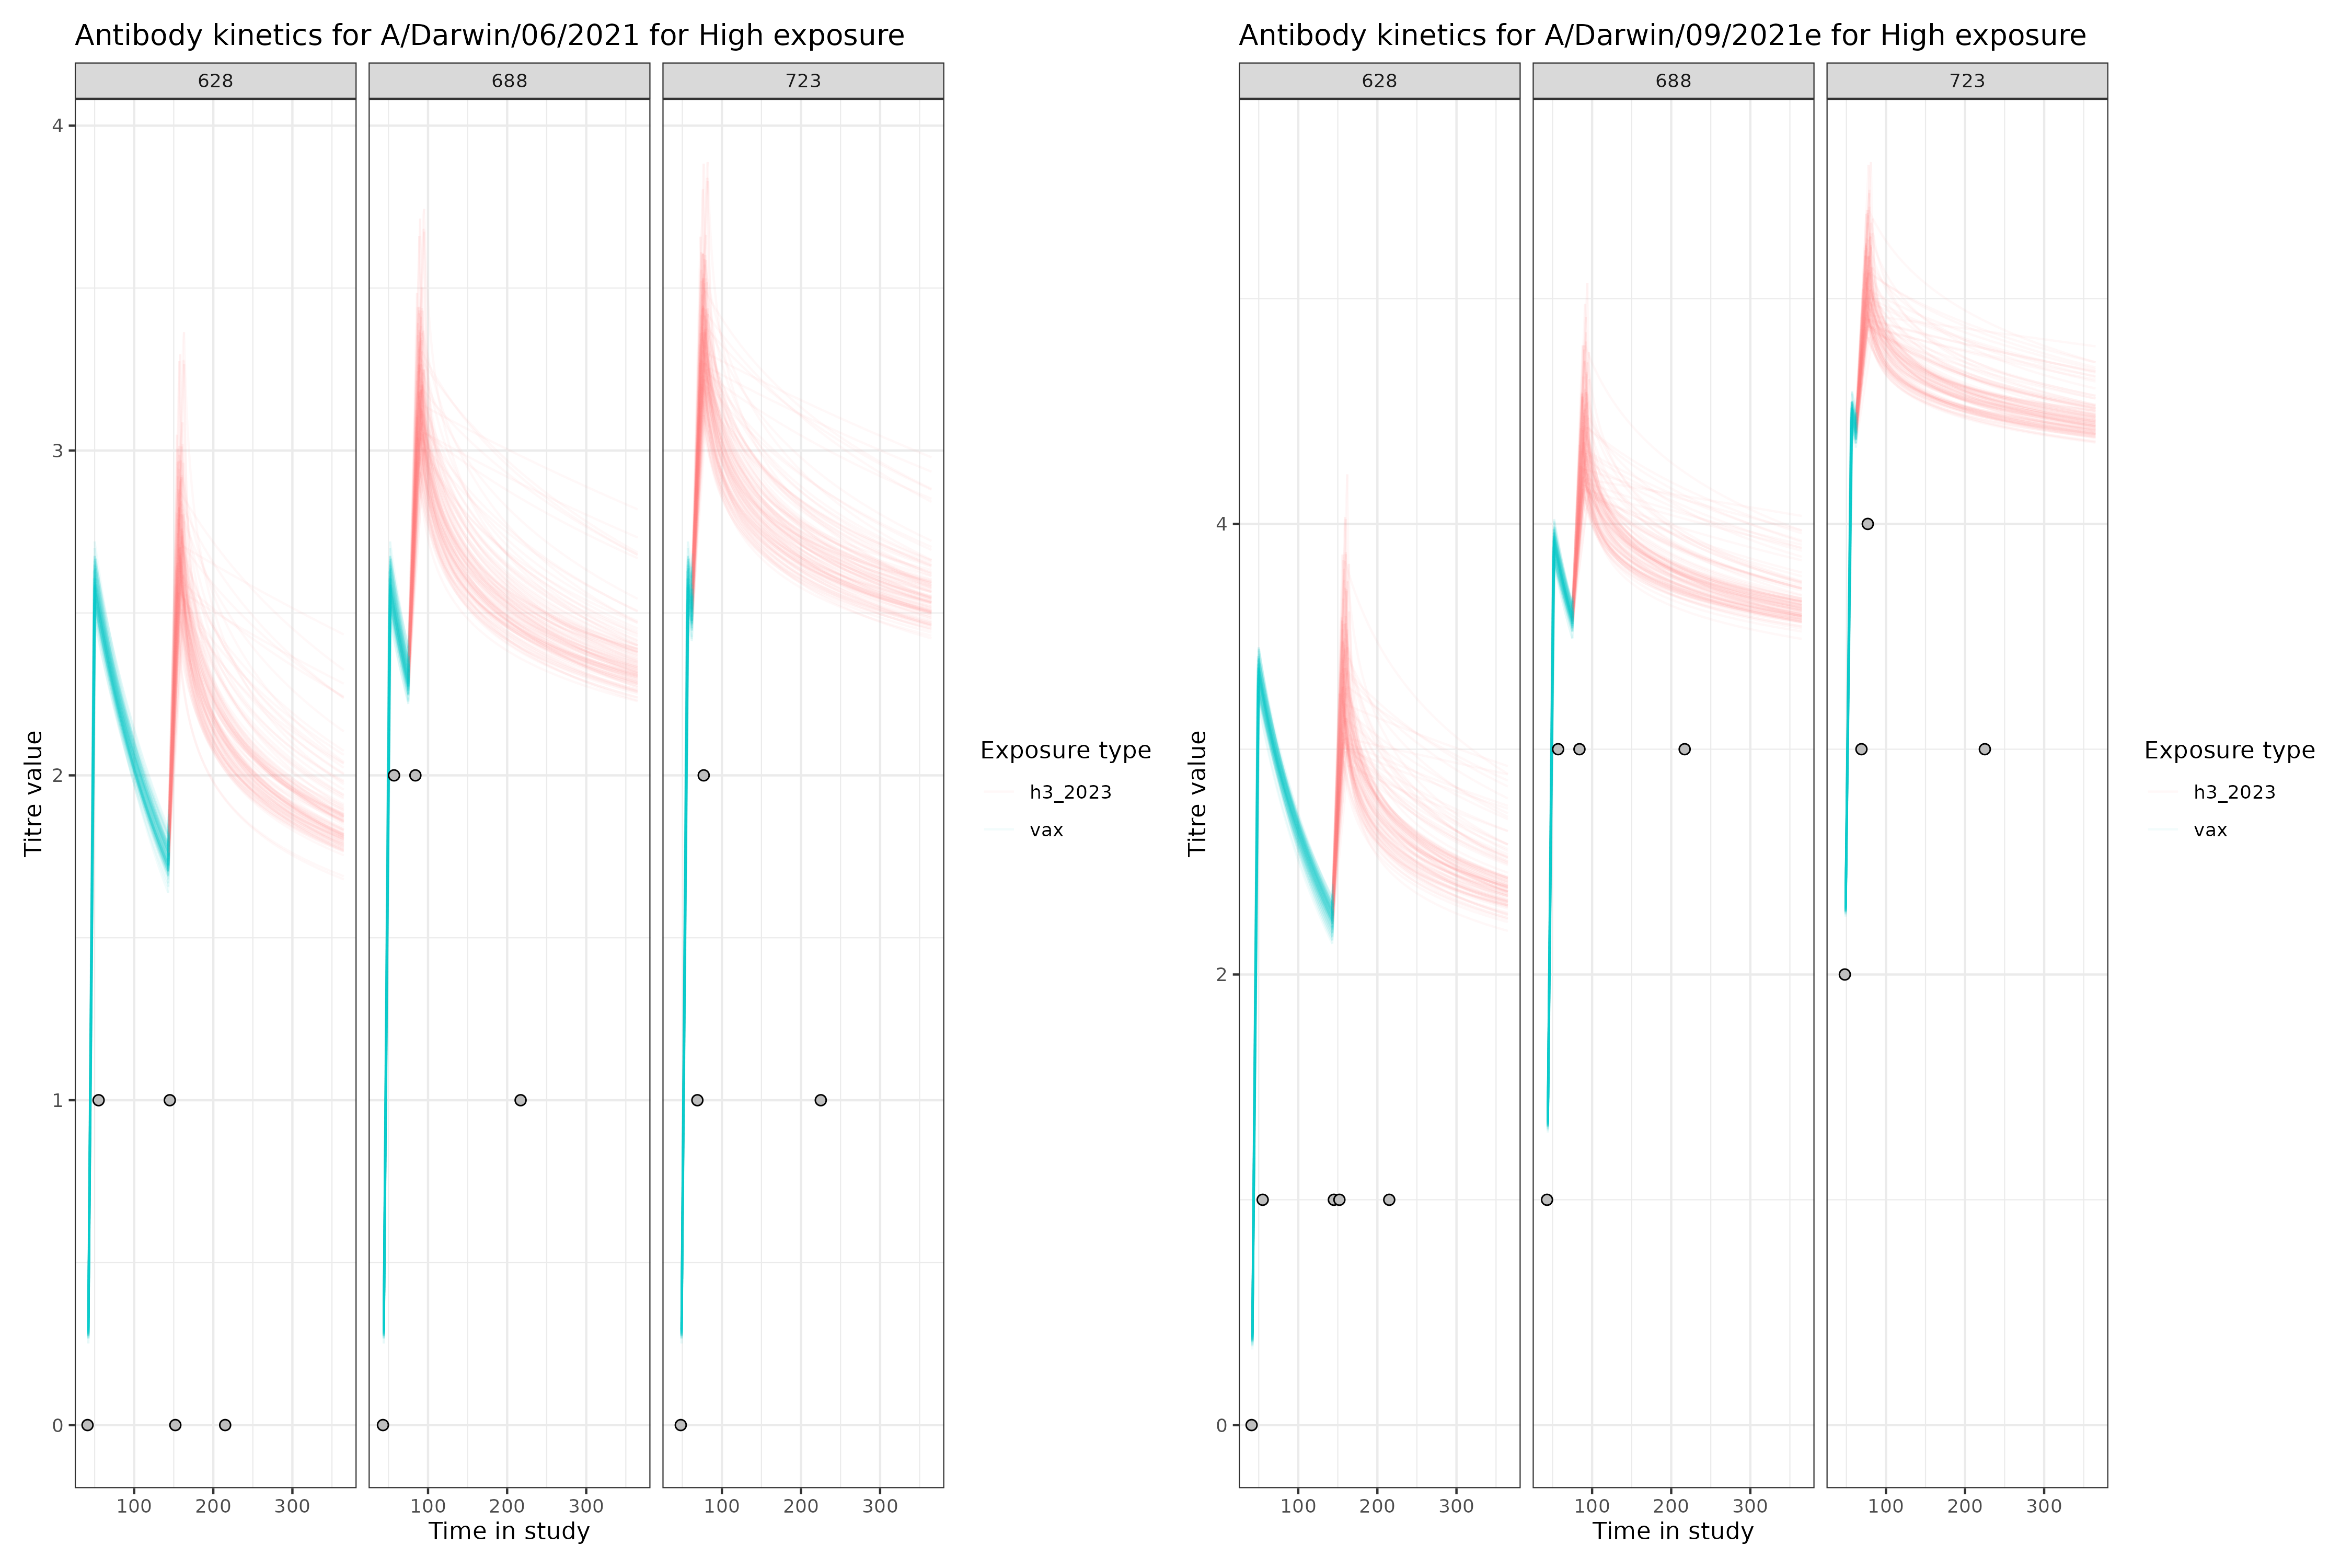 Antibody kinetics for A/Darwin/06/2021 for High exposure
628 688 723
4
3
2
1
0
Titre value
100 200 300 100 200 300 100 200 300
Time in study
Exposure type
h3_2023
vax
Antibody kinetics for A/Darwin/09/2021e for High exposure
628 688 723
4
2
0
Titre value
100 200 300 100 200 300 100 200 300
Time in study
Exposure type
h3_2023
vax